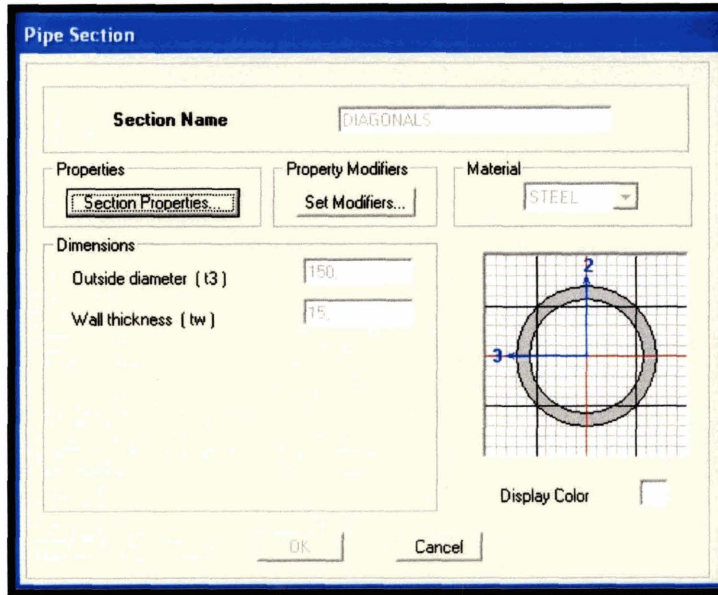 Pipe Section
Section Name DIAGONALS
Properties
Section Properties...
Property Modifiers
Set Modifiers...
Material
STEEL
Dimensions
Outside diameter ( t3 ) 150.
Wall thickness ( tw ) 15.
2
3
Display Color
OK Cancel